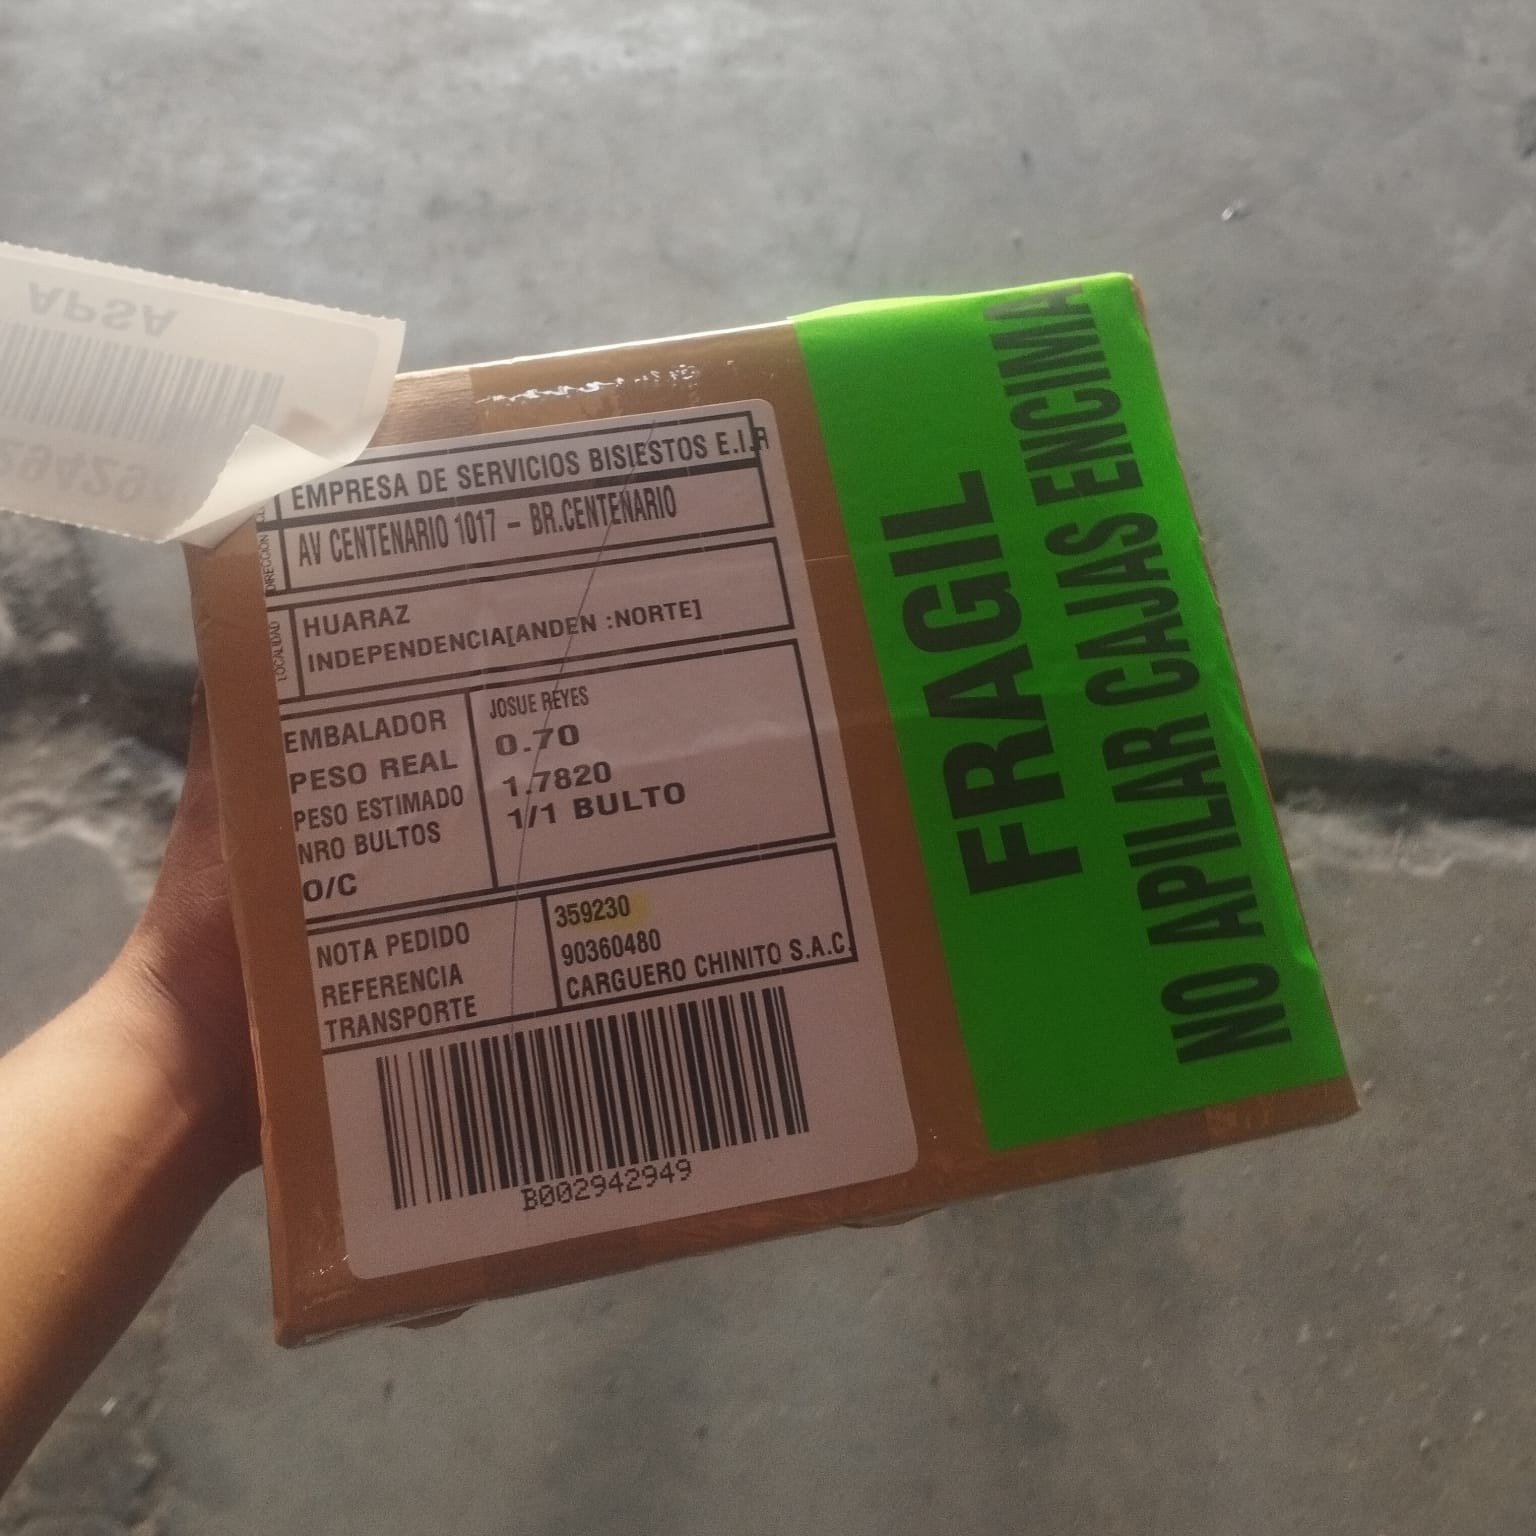 APSA
EMPRESA DE SERVICIOS BISIESTOS E.I.R
DIRECCION
AV CENTENARIO 1017 - BR.CENTENARIO
LOCALIDAD
HUARAZ
INDEPENDENCIA[ANDEN :NORTE]
EMBALADOR JOSUE REYES
PESO REAL 0.70
PESO ESTIMADO 1.7820
NRO BULTOS 1/1 BULTO
O/C
NOTA PEDIDO 359230
REFERENCIA 90360480
TRANSPORTE CARGUERO CHINITO S.A.C.
B002942949
FRAGIL
NO APILAR CAJAS ENCIMA